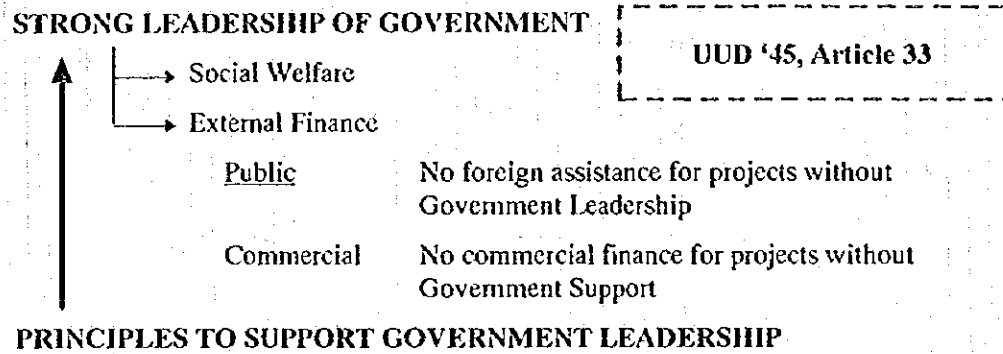 STRONG LEADERSHIP OF GOVERNMENT
UUD '45, Article 33
Social Welfare
External Finance
Public No foreign assistance for projects without
Government Leadership
Commercial No commercial finance for projects without
Government Support
PRINCIPLES TO SUPPORT GOVERNMENT LEADERSHIP